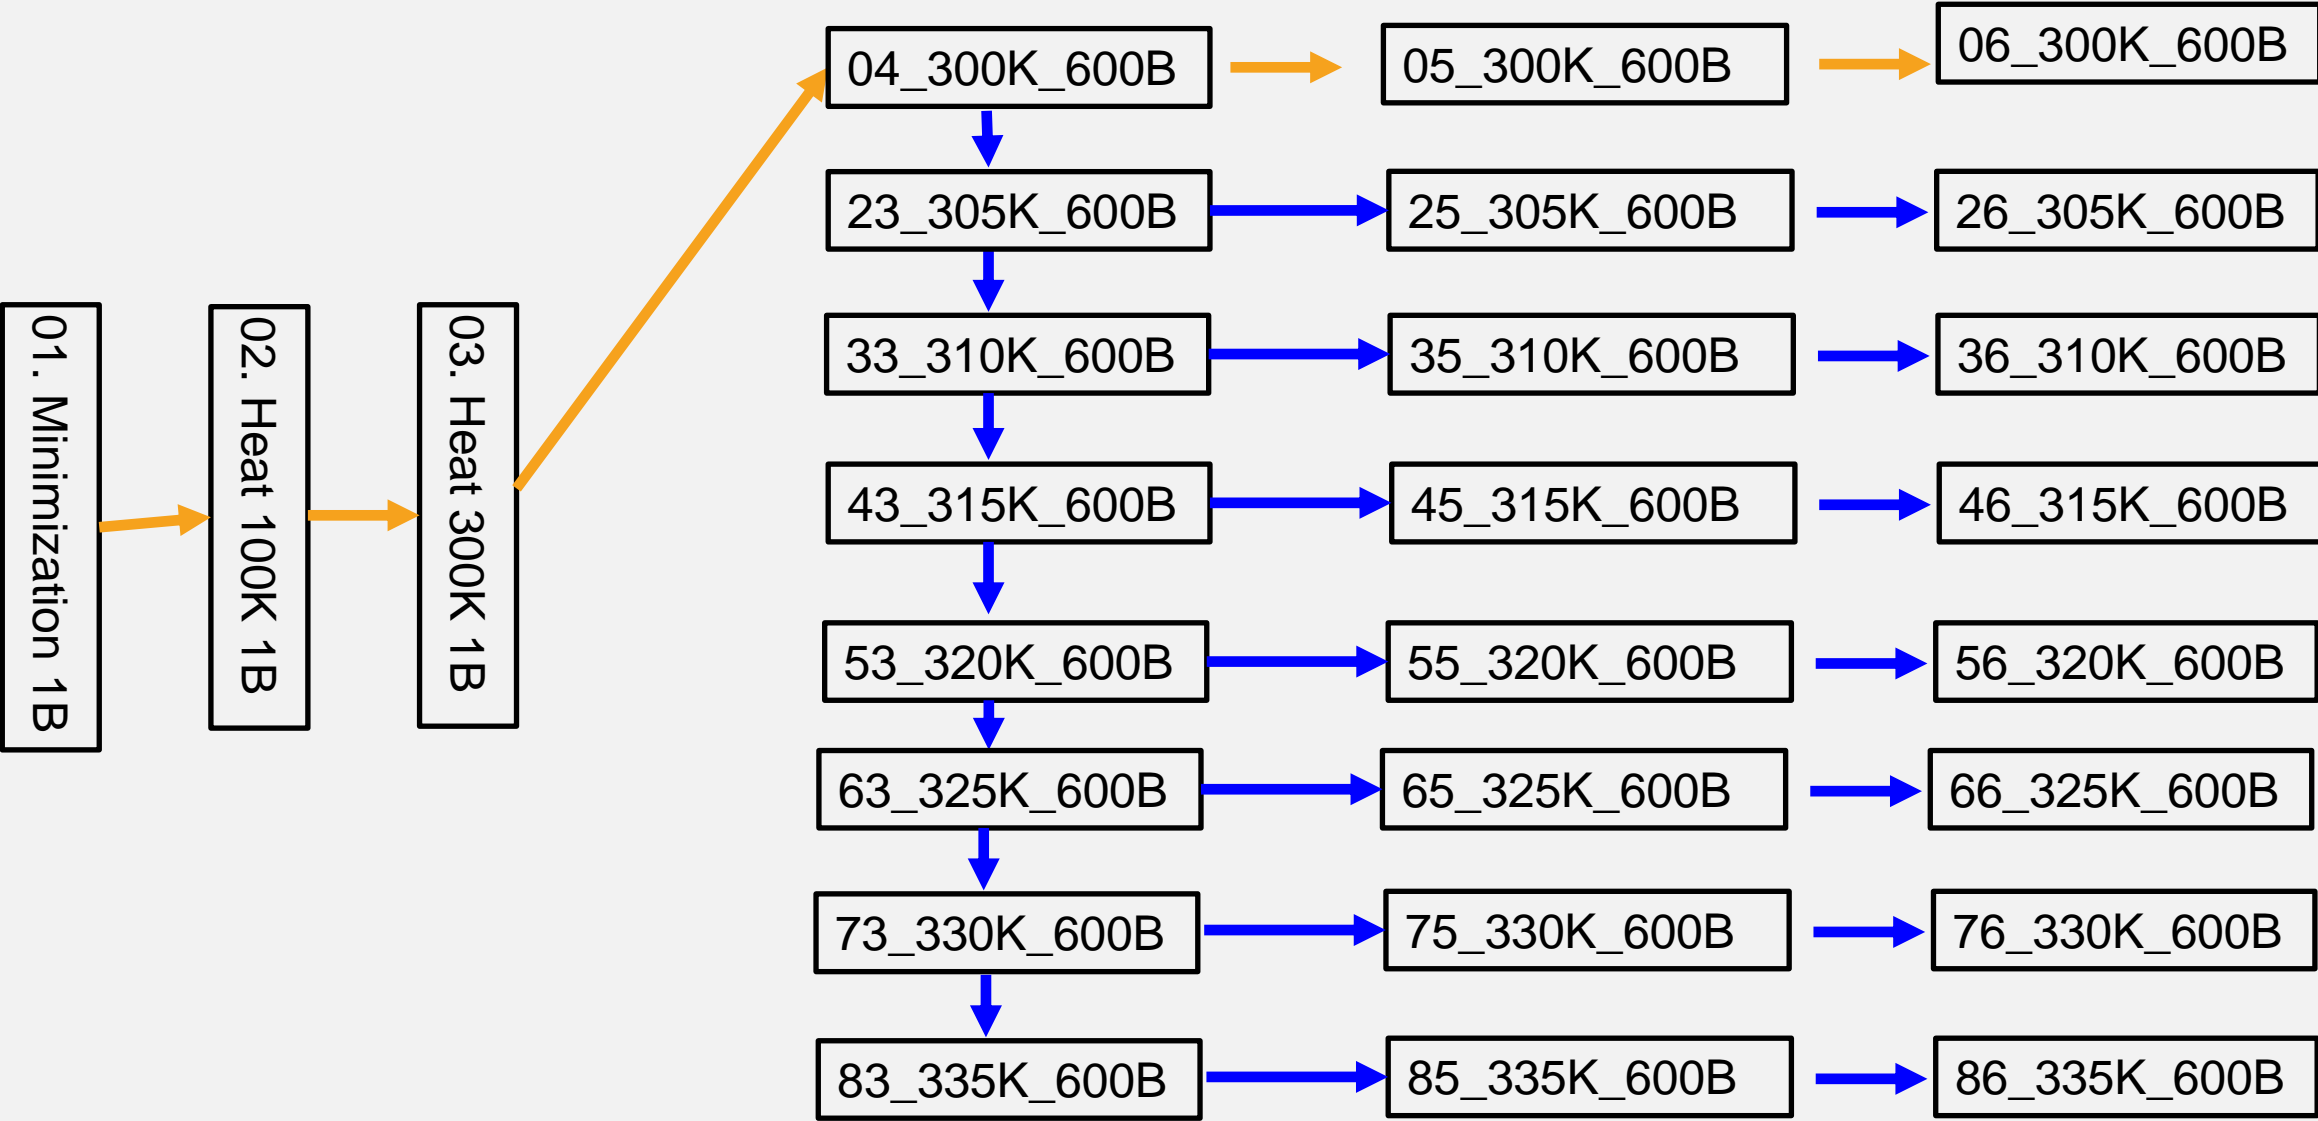 01. Minimization 1B
02. Heat 100K 1B
03. Heat 300K 1B
04_300K_600B
05_300K_600B
06_300K_600B
23_305K_600B
25_305K_600B
26_305K_600B
33_310K_600B
35_310K_600B
36_310K_600B
43_315K_600B
45_315K_600B
46_315K_600B
53_320K_600B
55_320K_600B
56_320K_600B
63_325K_600B
65_325K_600B
66_325K_600B
73_330K_600B
75_330K_600B
76_330K_600B
83_335K_600B
85_335K_600B
86_335K_600B